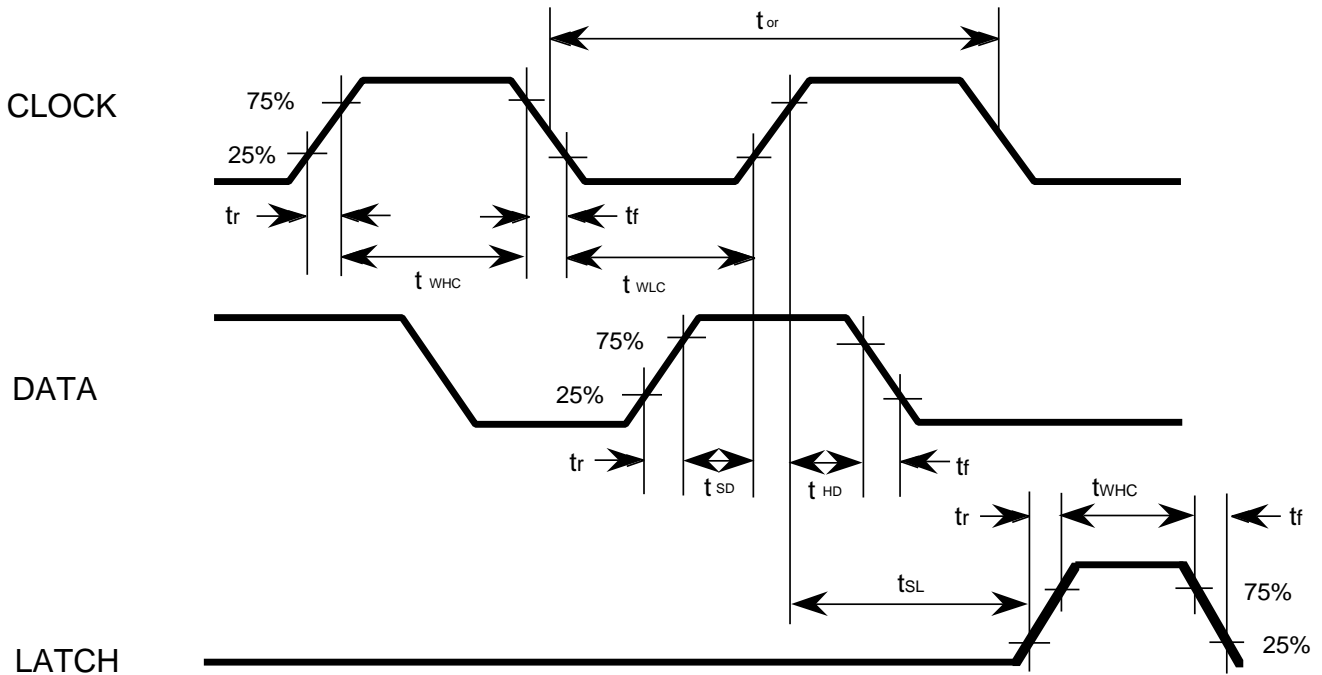 t or
CLOCK
75%
25%
tr
tf
t WHC
t WLC
DATA
75%
25%
tr
t SD
t HD
tf
tr
tWHC
tf
tSL
75%
25%
LATCH